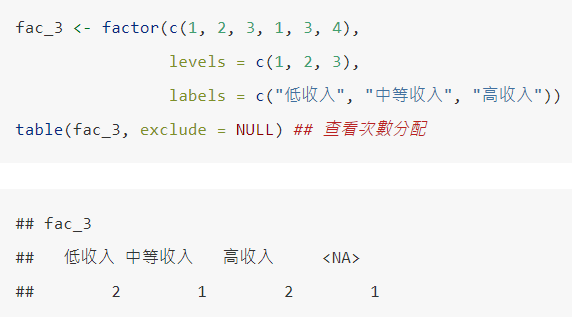 fac_3 <- factor(c(1, 2, 3, 1, 3, 4),
levels = c(1, 2, 3),
labels = c("低收入", "中等收入", "高收入"))
table(fac_3, exclude = NULL) ## 查看次數分配
## fac_3
## 低收入 中等收入 高收入 <NA>
## 2 1 2 1